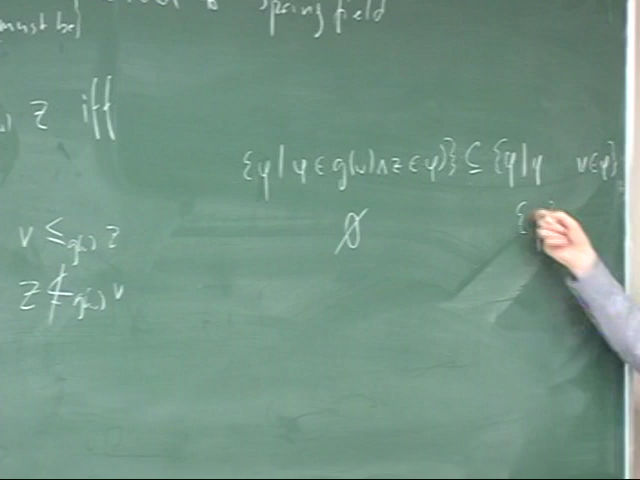 must be} spring field
z iff
{φ | φ ∈ g(w) ∧ z ∈ φ} ⊆ {φ | φ v ∈ φ}
v ≤g(w) z ∅ {
z ≰g(w) v